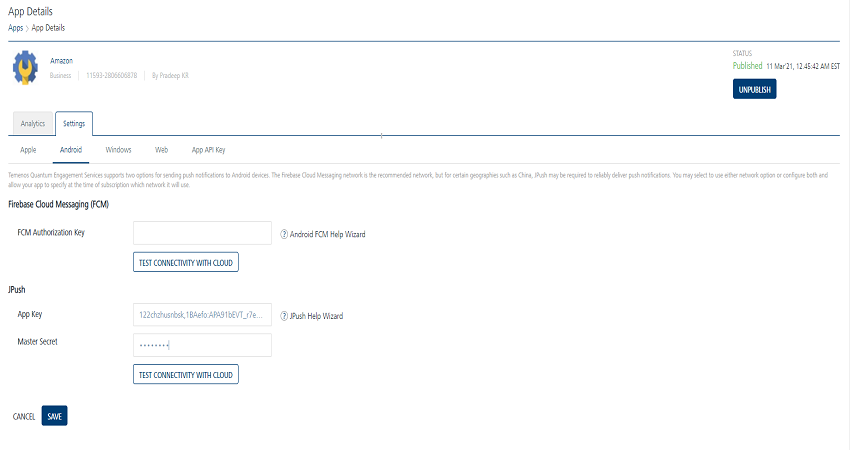 App Details
Apps > App Details
Amazon
Business 11593-2806606878 By Pradeep KR
STATUS
Published 11 Mar'21, 12.45.42 AM EST
UNPUBLISH
Analytics Settings
Apple Android Windows Web App API Key
Temenos Quantum Engagement Services supports two options for sending push notifications to Android devices. The Firebase Cloud Messaging network is the recommended network, but for certain geographies such as China, JPush may be required to reliably deliver push notifications. You may select to use either network option or configure both and
allow your app to specify at the time of subscription which network it will use.
Firebase Cloud Messaging (FCM)
FCM Authorization Key
? Android FCM Help Wizard
TEST CONNECTIVITY WITH CLOUD
JPush
App Key 122chzhusnbsk,1BAefo:APA91bEVT_r7e... ? JPush Help Wizard
Master Secret ••••••••
TEST CONNECTIVITY WITH CLOUD
CANCEL SAVE